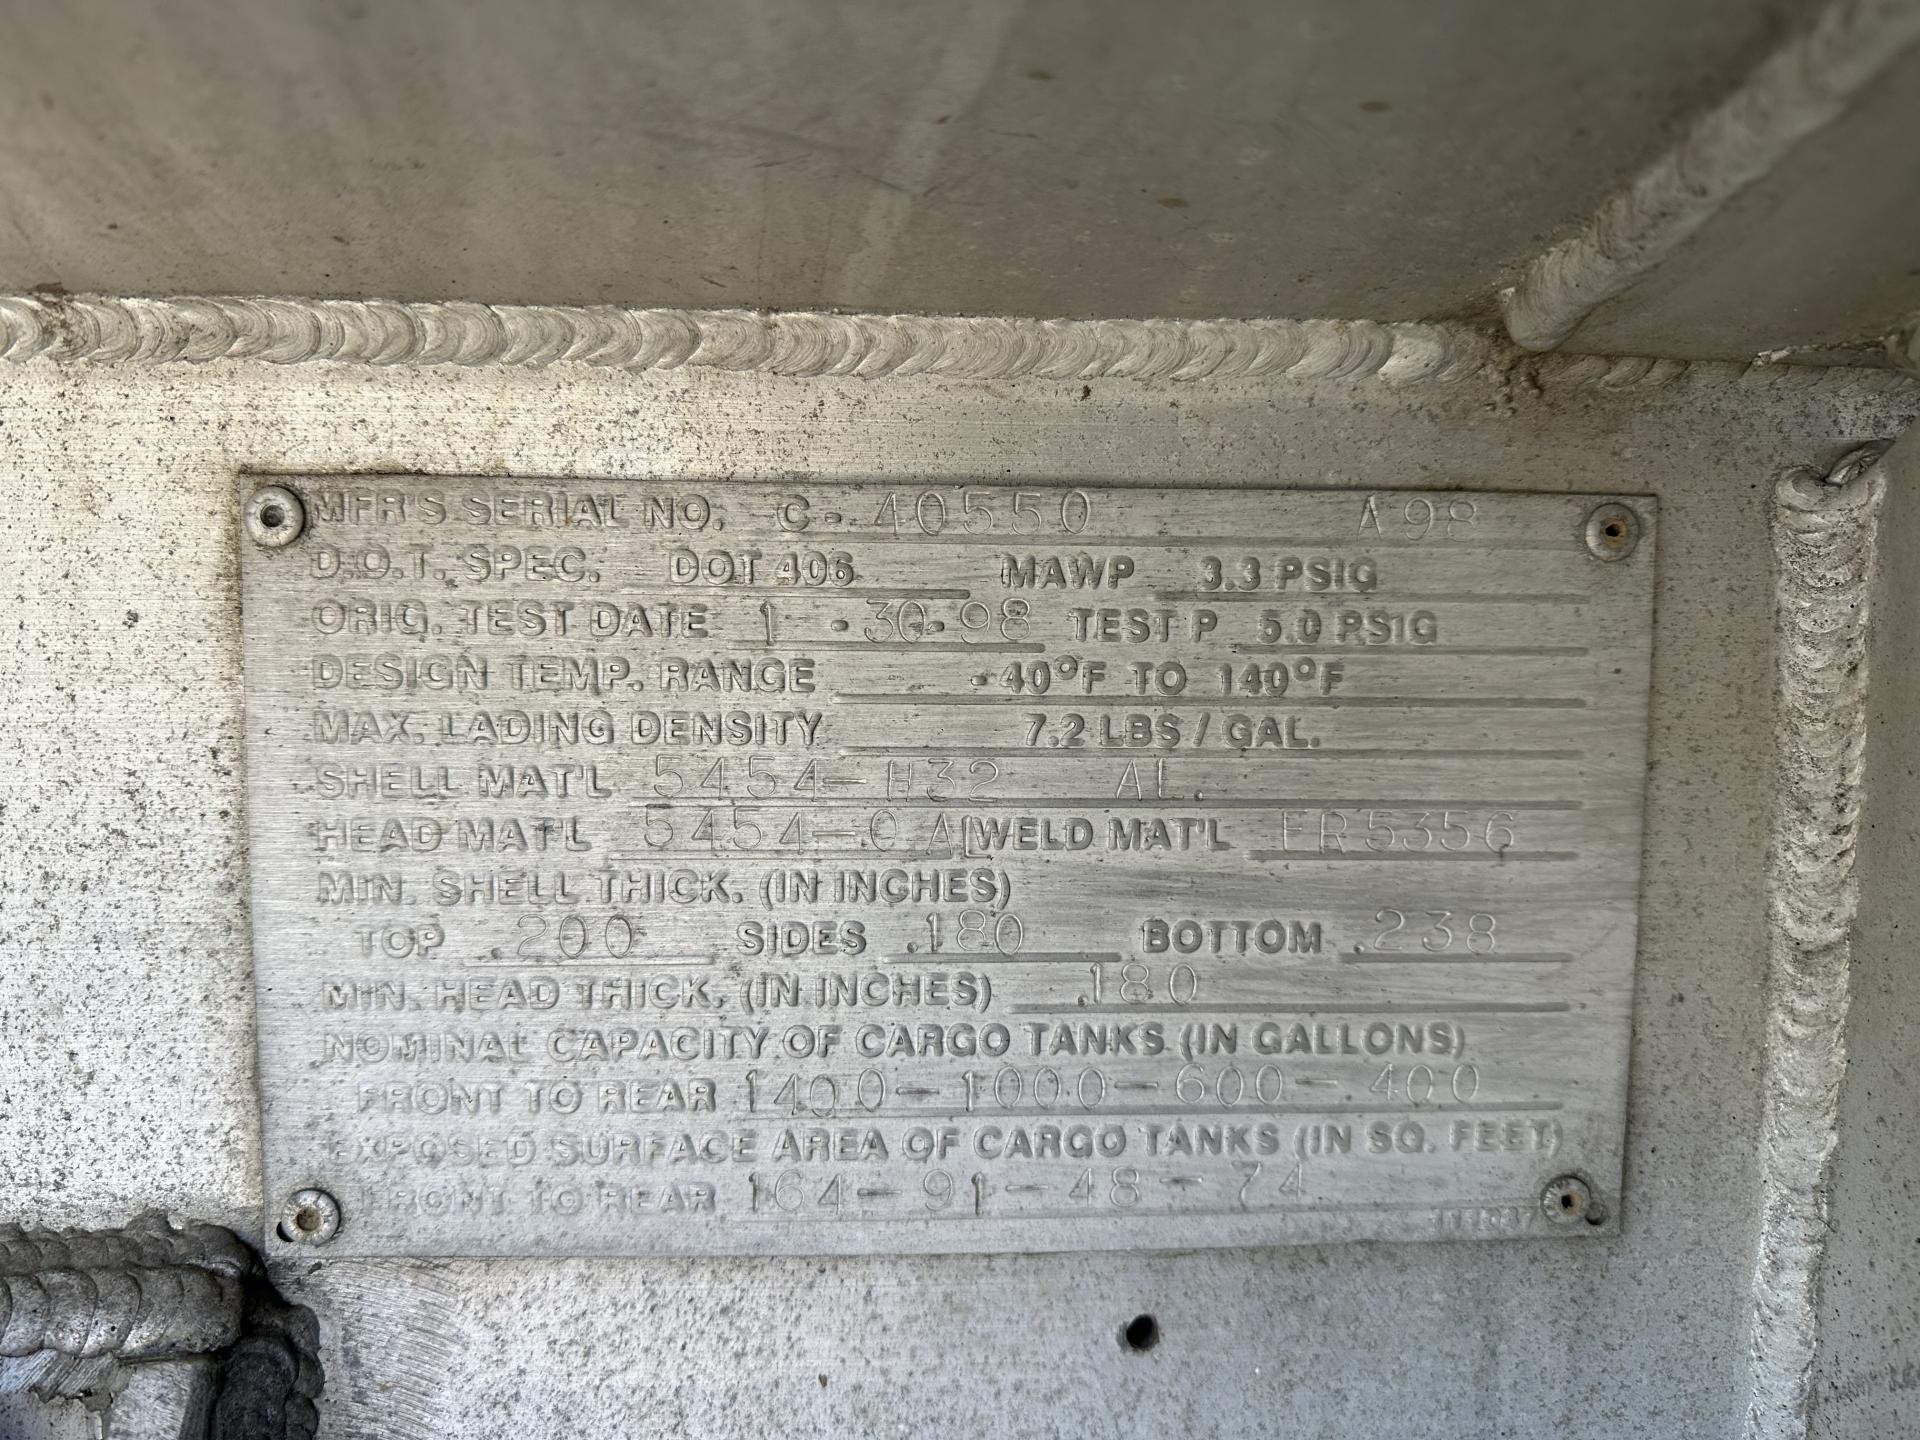 MFR'S SERIAL NO. C-40550 A98
D.O.T. SPEC. DOT 406 MAWP 3.3 PSIG
ORIG. TEST DATE 1-30-98 TEST P 5.0 PSIG
DESIGN TEMP. RANGE -40°F TO 140°F
MAX. LADING DENSITY 7.2 LBS / GAL.
SHELL MAT'L 5454-H32 AL.
HEAD MAT'L 5454-O AL WELD MAT'L ER5356
MIN. SHELL THICK. (IN INCHES)
TOP .200 SIDES .180 BOTTOM .238
MIN. HEAD THICK. (IN INCHES) .180
NOMINAL CAPACITY OF CARGO TANKS (IN GALLONS)
FRONT TO REAR 1400-1000-600-400
EXPOSED SURFACE AREA OF CARGO TANKS (IN SQ. FEET)
FRONT TO REAR 164-91-48-74